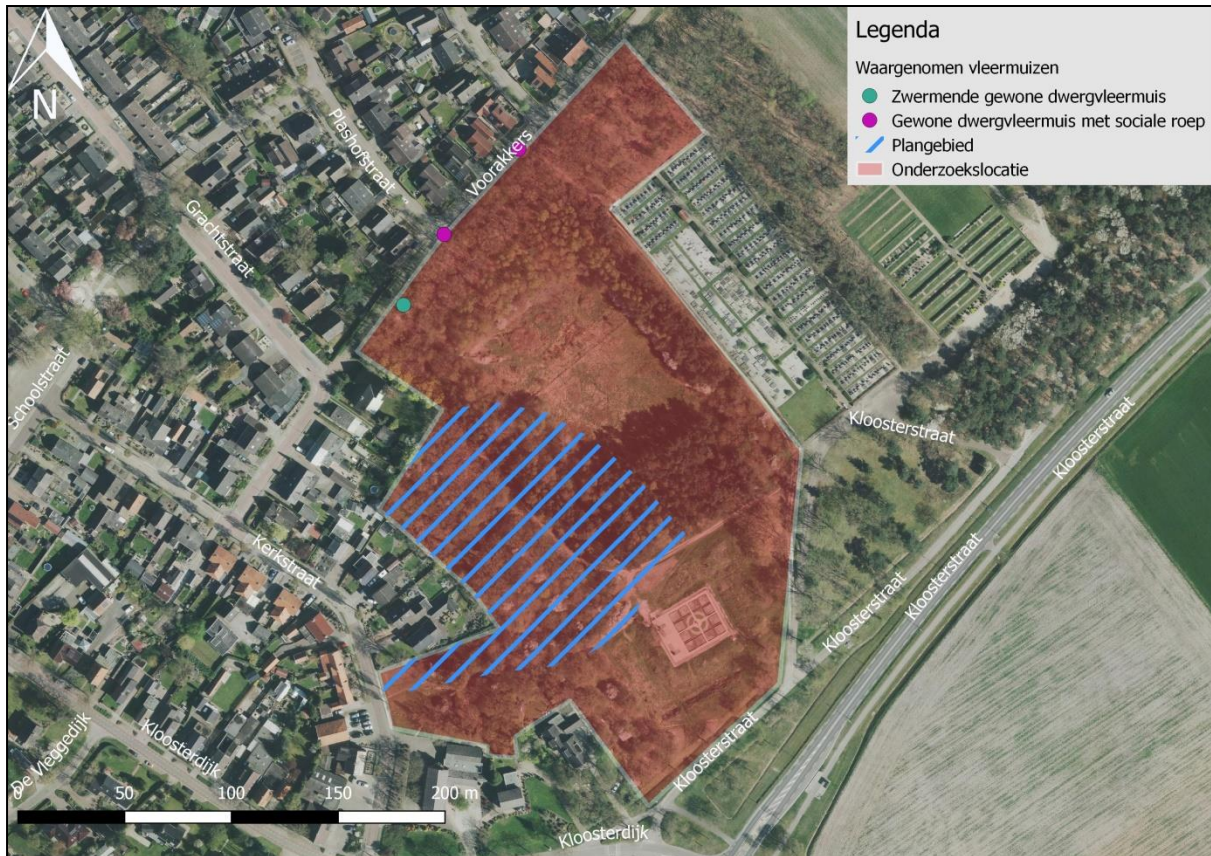 Legenda
Waargenomen vleermuizen
Zwermende gewone dwergvleermuis
Gewone dwergvleermuis met sociale roep
Plangebied
Onderzoekslocatie
N
Plashofstraat
Voorakkers
Grachtstraat
Schoolstraat
Kloosterstraat
Kloosterstraat
Kerkstraat
Kloosterstraat
Kloosterstraat
Kloosterstraat
De Vleggedijk
Kloosterdijk
0 50 100 150 200 m
Kloosterdijk